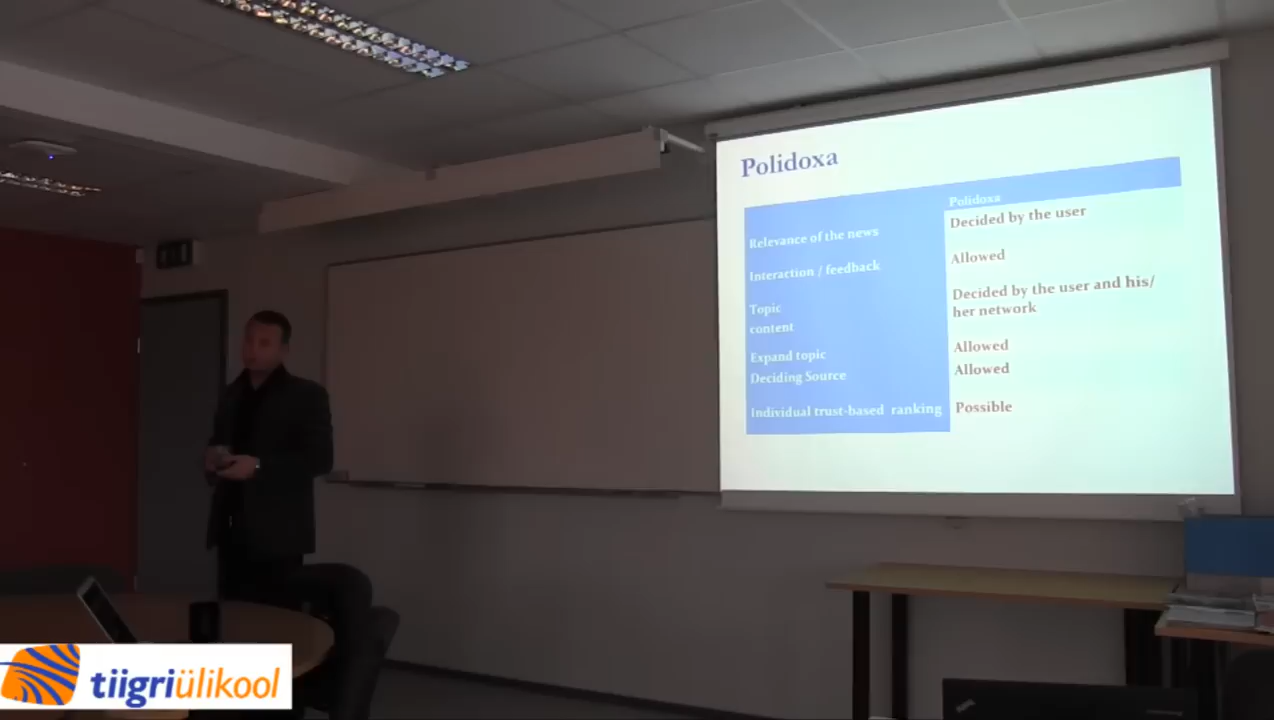 Polidoxa
Polidoxa
Relevance of the news
Decided by the user
Interaction / feedback
Allowed
Topic
content
Decided by the user and his/
her network
Expand topic
Allowed
Deciding Source
Allowed
Individual trust-based ranking
Possible
tiigriülikool